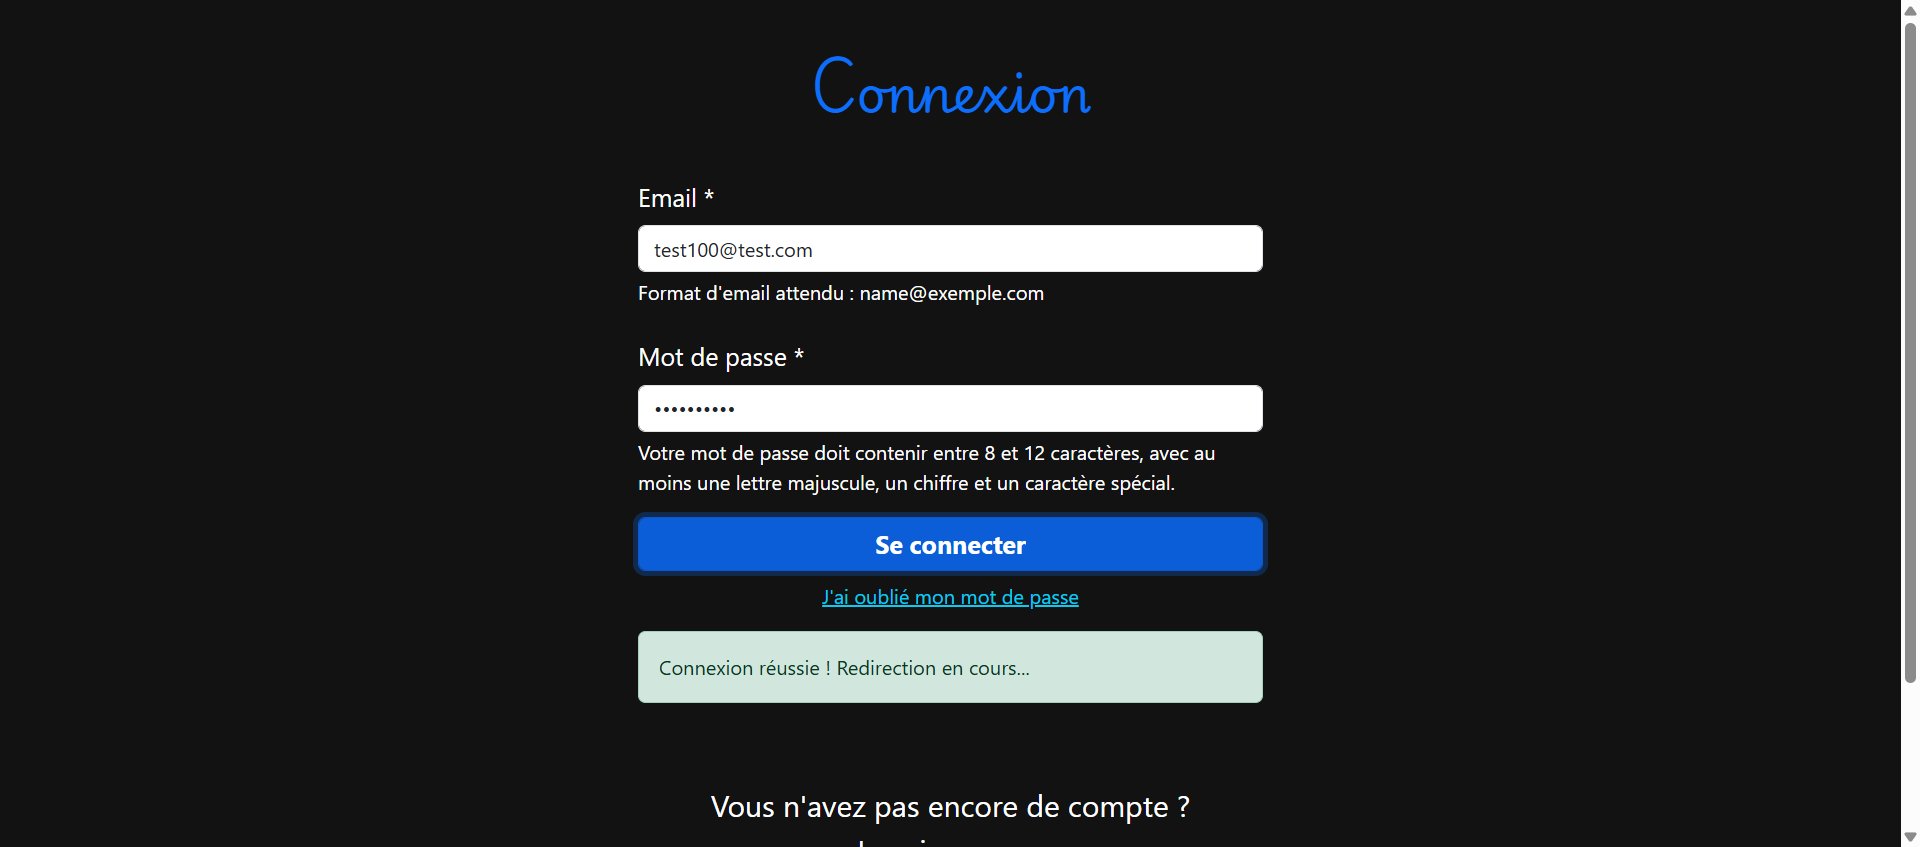 Connexion
Email *
test100@test.com
Format d'email attendu : name@exemple.com
Mot de passe *
••••••••••
Votre mot de passe doit contenir entre 8 et 12 caractères, avec au
moins une lettre majuscule, un chiffre et un caractère spécial.
Se connecter
J'ai oublié mon mot de passe
Connexion réussie ! Redirection en cours...
Vous n'avez pas encore de compte ?